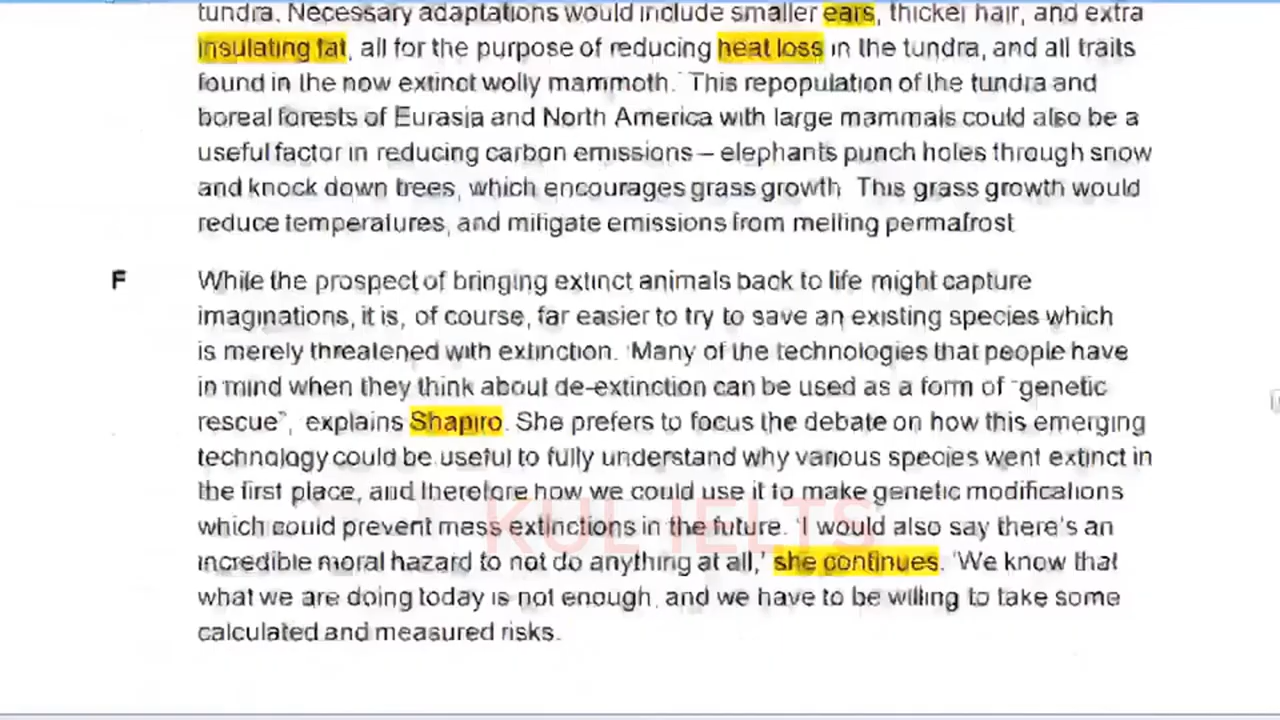 tundra. Necessary adaptations would include smaller ears, thicker hair, and extra
insulating fat, all for the purpose of reducing heat loss in the tundra, and all traits
found in the now extinct wolly mammoth.' This repopulation of the tundra and
boreal forests of Eurasia and North America with large mammals could also be a
useful factor in reducing carbon emissions – elephants punch holes through snow
and knock down trees, which encourages grass growth. This grass growth would
reduce temperatures, and mitigate emissions from melting permafrost.
F While the prospect of bringing extinct animals back to life might capture
imaginations, it is, of course, far easier to try to save an existing species which
is merely threatened with extinction. 'Many of the technologies that people have
in mind when they think about de-extinction can be used as a form of "genetic
rescue", explains Shapiro. She prefers to focus the debate on how this emerging
technology could be useful to fully understand why various species went extinct in
the first place, and therefore how we could use it to make genetic modifications
which could prevent mass extinctions in the future. 'I would also say there's an
incredible moral hazard to not do anything at all,' she continues. 'We know that
what we are doing today is not enough, and we have to be willing to take some
calculated and measured risks.
KUL IELTS